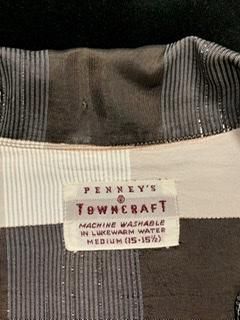 PENNEY'S
TOWNCRAFT
MACHINE WASHABLE
IN LUKEWARM WATER
MEDIUM (15-15½)